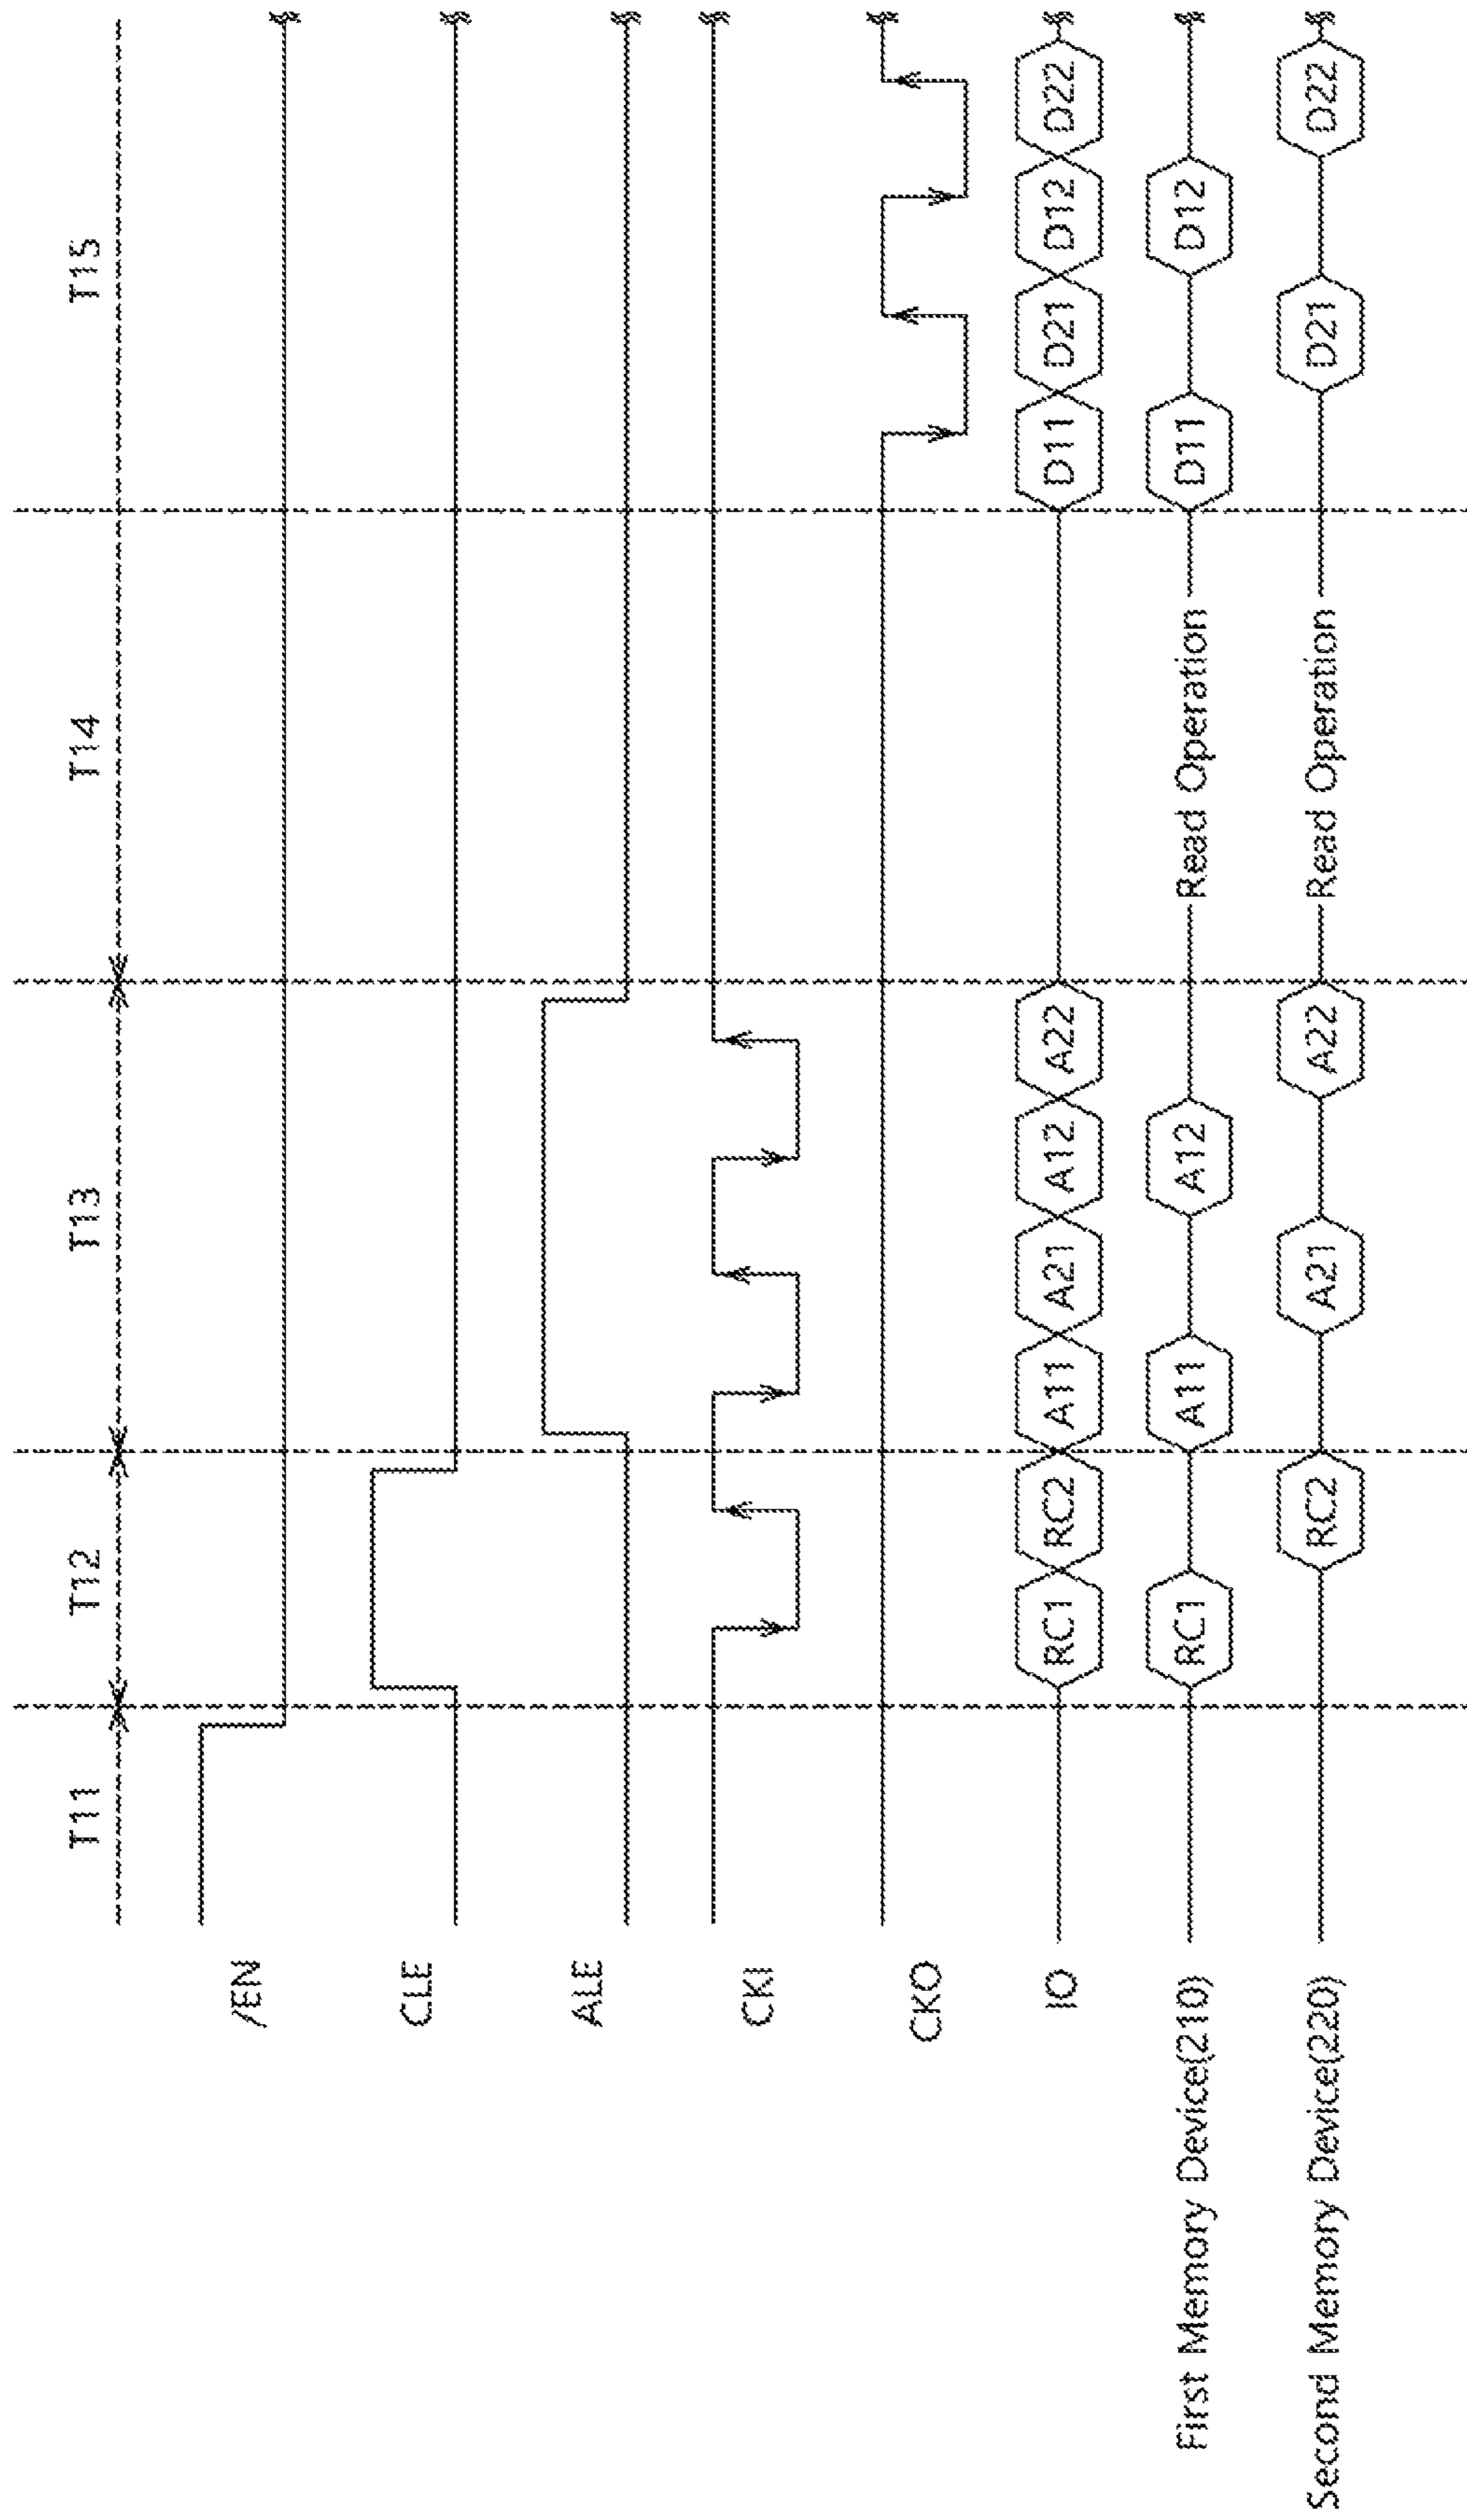 T11 T12 T13 T14 T15
/EN
CLE
ALE
CKI
CKO
IO RC1 RC2 A11 A21 A12 A22 D11 D21 D12 D22
First Memory Device(210) RC1 A11 A12 Read Operation D11 D12
Second Memory Device(220) RC2 A21 A22 Read Operation D21 D22